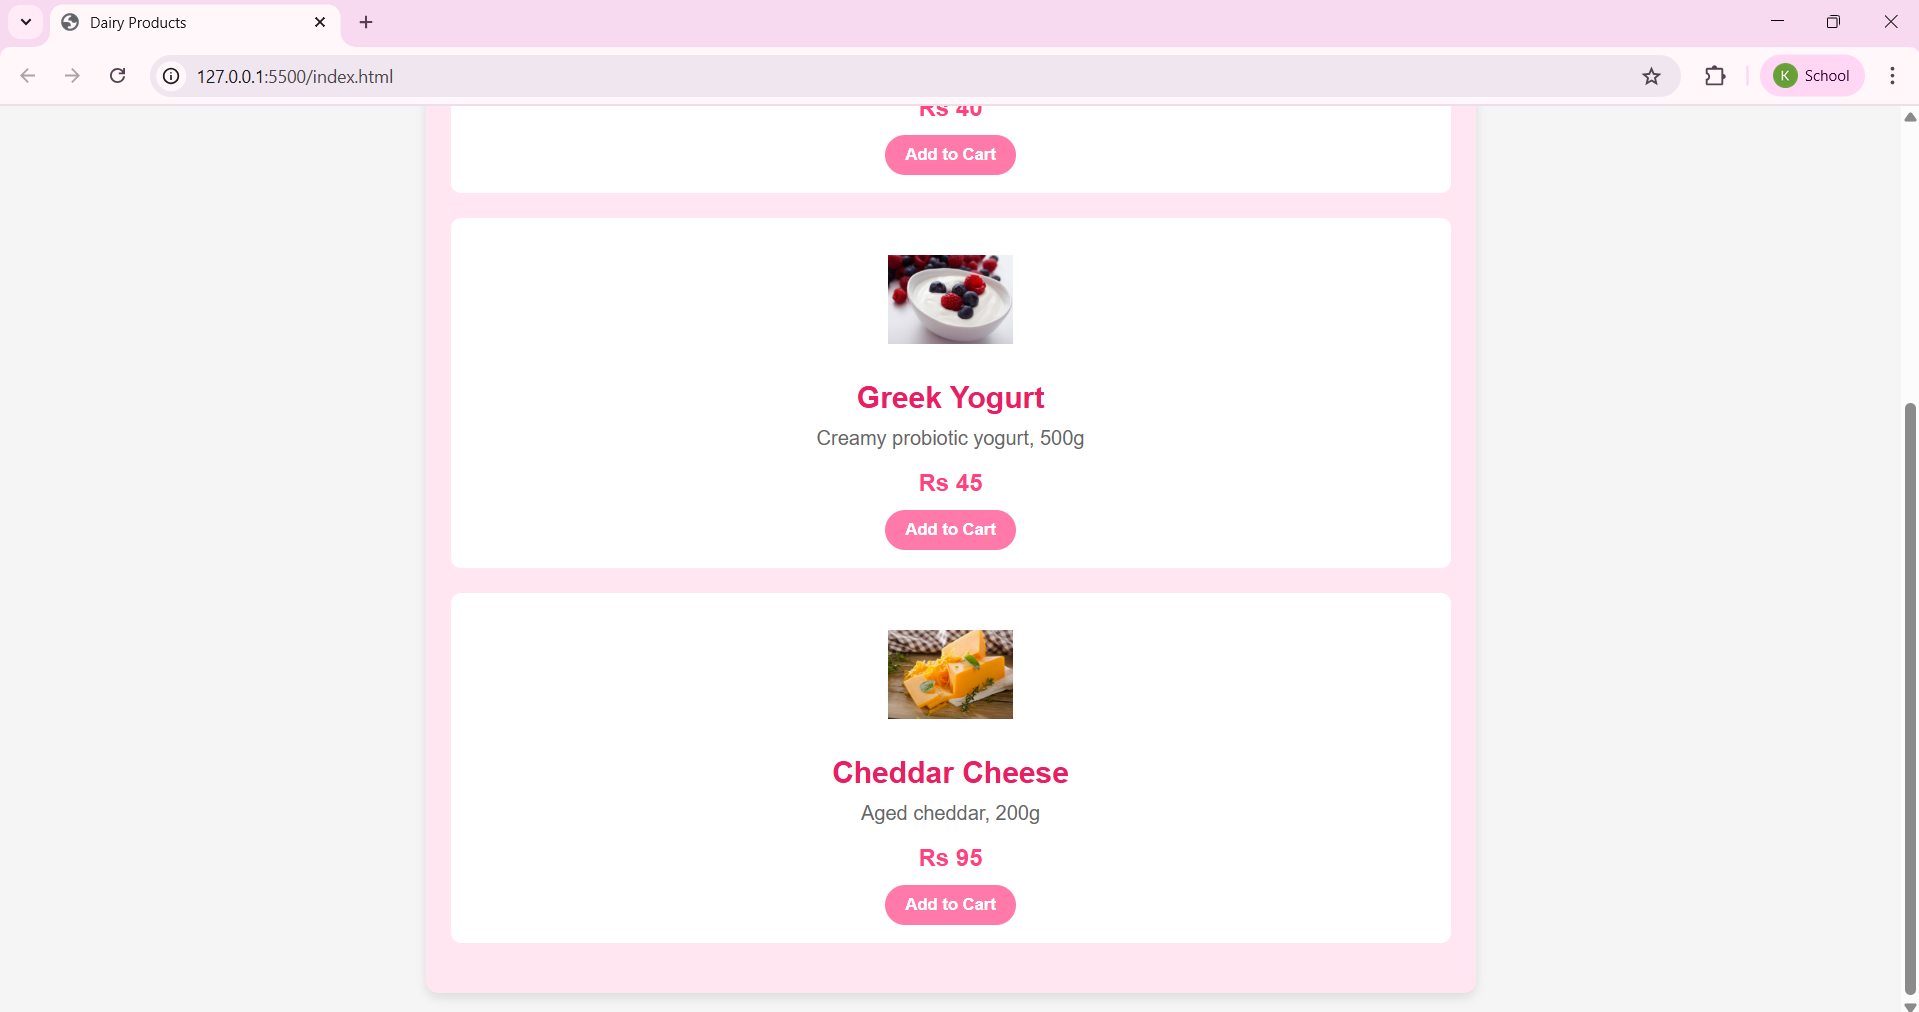 Dairy Products
127.0.0.1:5500/index.html
K School
Rs 40
Add to Cart
Greek Yogurt
Creamy probiotic yogurt, 500g
Rs 45
Add to Cart
Cheddar Cheese
Aged cheddar, 200g
Rs 95
Add to Cart